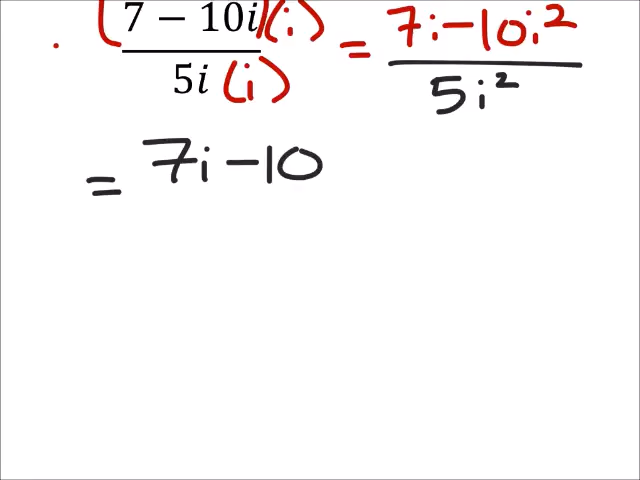 (7 − 10i)(i) = 7i − 10i²
5i (i) 5i²
= 7i − 10